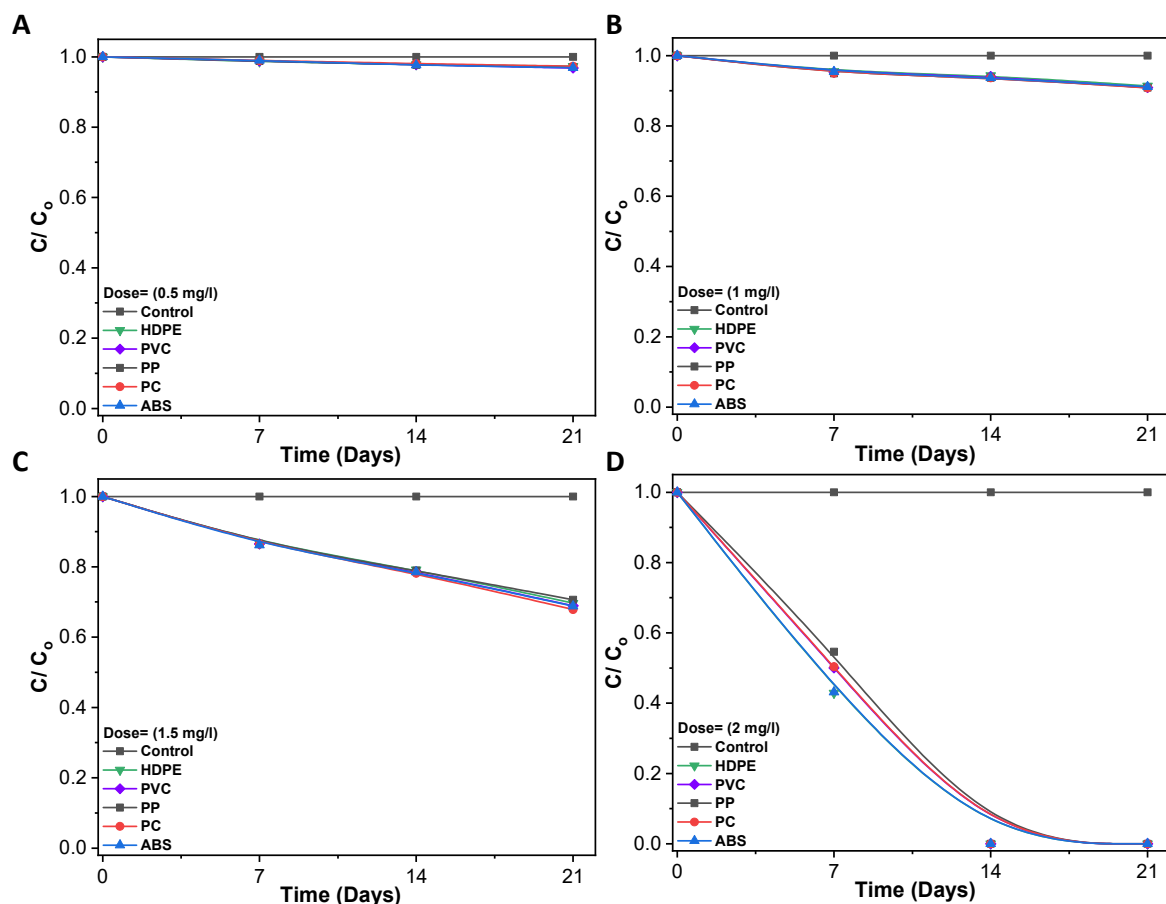 A
C/ C₀
1.0
0.8
0.6
0.4
0.2
0.0
Dose= (0.5 mg/l)
Control
HDPE
PVC
PP
PC
ABS
0 7 14 21
Time (Days)
B
C/ Cₒ
1.0
0.8
0.6
0.4
0.2
0.0
Dose= (1 mg/l)
Control
HDPE
PVC
PP
PC
ABS
0 7 14 21
Time (Days)
C
C/ Cₒ
1.0
0.8
0.6
0.4
0.2
0.0
Dose= (1.5 mg/l)
Control
HDPE
PVC
PP
PC
ABS
0 7 14 21
Time (Days)
D
C/ Cₒ
1.0
0.8
0.6
0.4
0.2
0.0
Dose= (2 mg/l)
Control
HDPE
PVC
PP
PC
ABS
0 7 14 21
Time (Days)